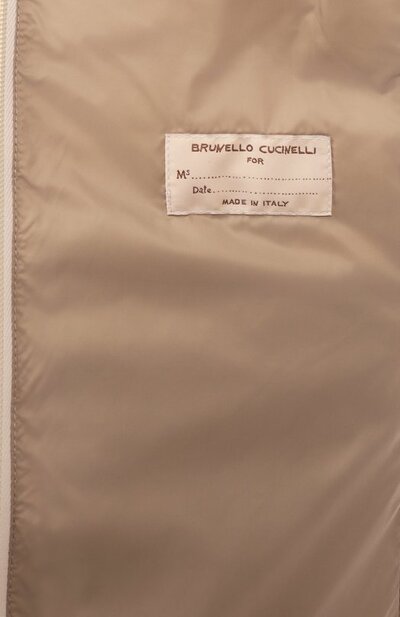 BRUNELLO CUCINELLI
FOR
Ms ....................................
Date ..............................
MADE IN ITALY